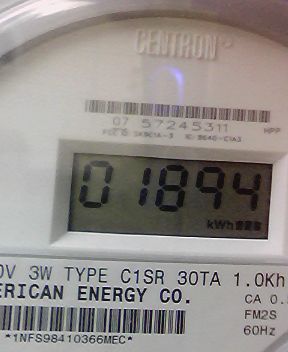 CENTRON
07 57245311 HPP
01894
kWh
0V 3W TYPE C1SR 30TA 1.0Kh
ERICAN ENERGY CO. CA 0.
FM2S
*1NFS98410366MEC* 60Hz